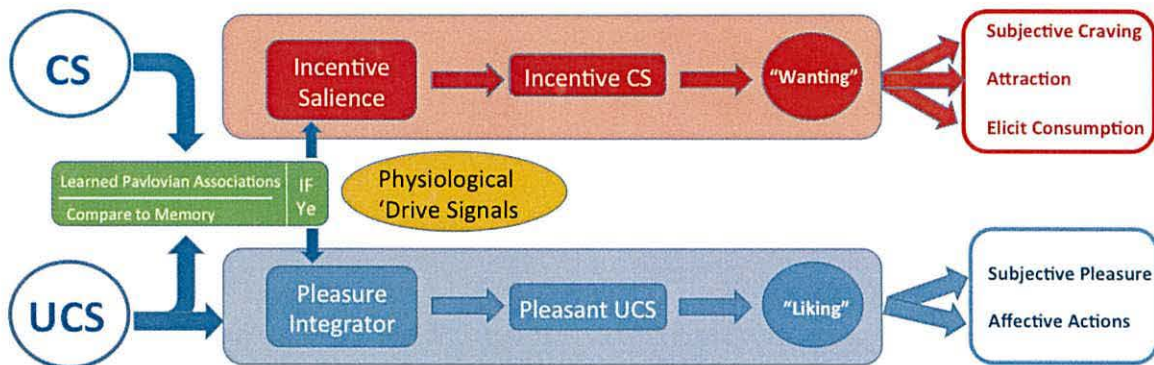 CS
Incentive
Salience
Incentive CS
"Wanting"
Subjective Craving
Attraction
Elicit Consumption
Learned Pavlovian Associations
Compare to Memory
IF
Ye
Physiological
‘Drive Signals
UCS
Pleasure
Integrator
Pleasant UCS
"Liking"
Subjective Pleasure
Affective Actions